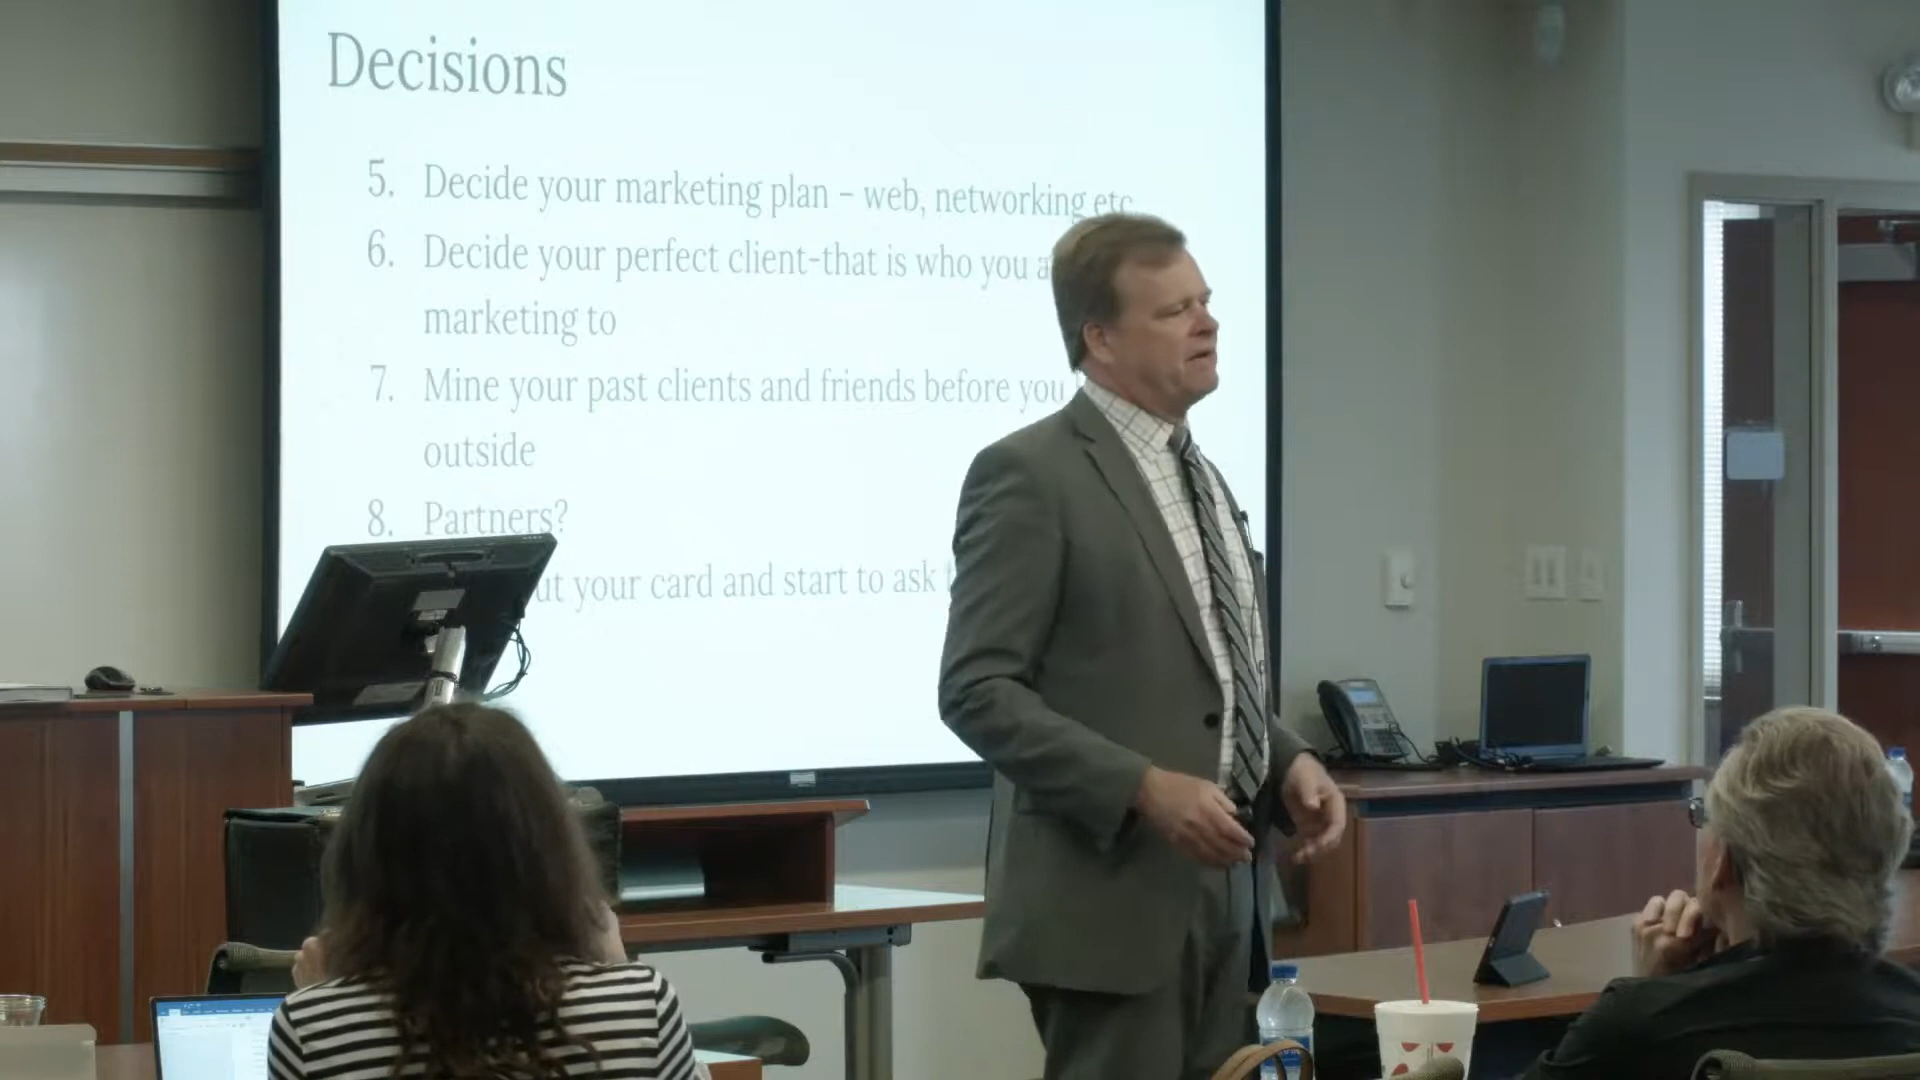 Decisions
5. Decide your marketing plan – web, networking etc
6. Decide your perfect client-that is who you
marketing to
7. Mine your past clients and friends before you
outside
8. Partners?
your card and start to ask